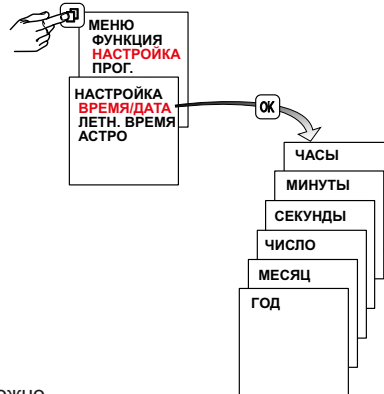 МЕНЮ
ФУНКЦИЯ
НАСТРОЙКА
ПРОГ.
НАСТРОЙКА
ВРЕМЯ/ДАТА
ЛЕТН. ВРЕМЯ
АСТРО
OK
ЧАСЫ
МИНУТЫ
СЕКУНДЫ
ЧИСЛО
МЕСЯЦ
ГОД